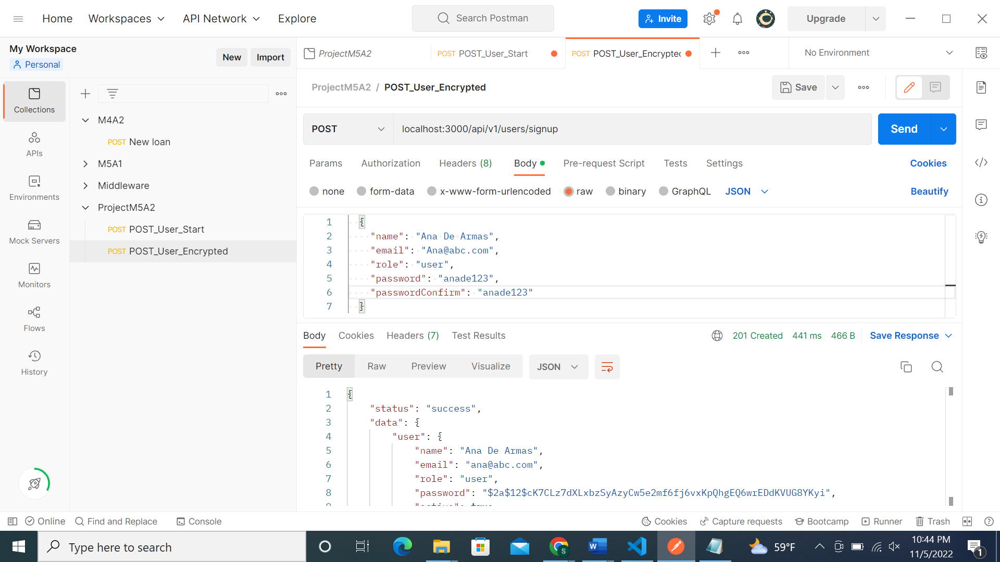 Home Workspaces API Network Explore Search Postman Invite Upgrade
My Workspace
Personal
New Import
ProjectM5A2 POST POST_User_Start POST POST_User_Encrypted No Environment
Collections
APIs
Environments
Mock Servers
Monitors
Flows
History
M4A2
POST New loan
M5A1
Middleware
ProjectM5A2
POST POST_User_Start
POST POST_User_Encrypted
ProjectM5A2 / POST_User_Encrypted Save
POST localhost:3000/api/v1/users/signup Send
Params Authorization Headers (8) Body Pre-request Script Tests Settings Cookies
none form-data x-www-form-urlencoded raw binary GraphQL JSON Beautify
1 {
2 "name": "Ana De Armas",
3 "email": "Ana@abc.com",
4 "role": "user",
5 "password": "anade123",
6 "passwordConfirm": "anade123"
7 }
Body Cookies Headers (7) Test Results 201 Created 441 ms 466 B Save Response
Pretty Raw Preview Visualize JSON
1 {
2 "status": "success",
3 "data": {
4 "user": {
5 "name": "Ana De Armas",
6 "email": "ana@abc.com",
7 "role": "user",
8 "password": "$2a$12$cK7CLz7dXLxbzSyAzyCw5e2mf6fj6vxKpQhgEQ6wrEDdKVUG8YKyi",
Online Find and Replace Console Cookies Capture requests Bootcamp Runner Trash
Type here to search 59°F 10:44 PM
11/5/2022 1